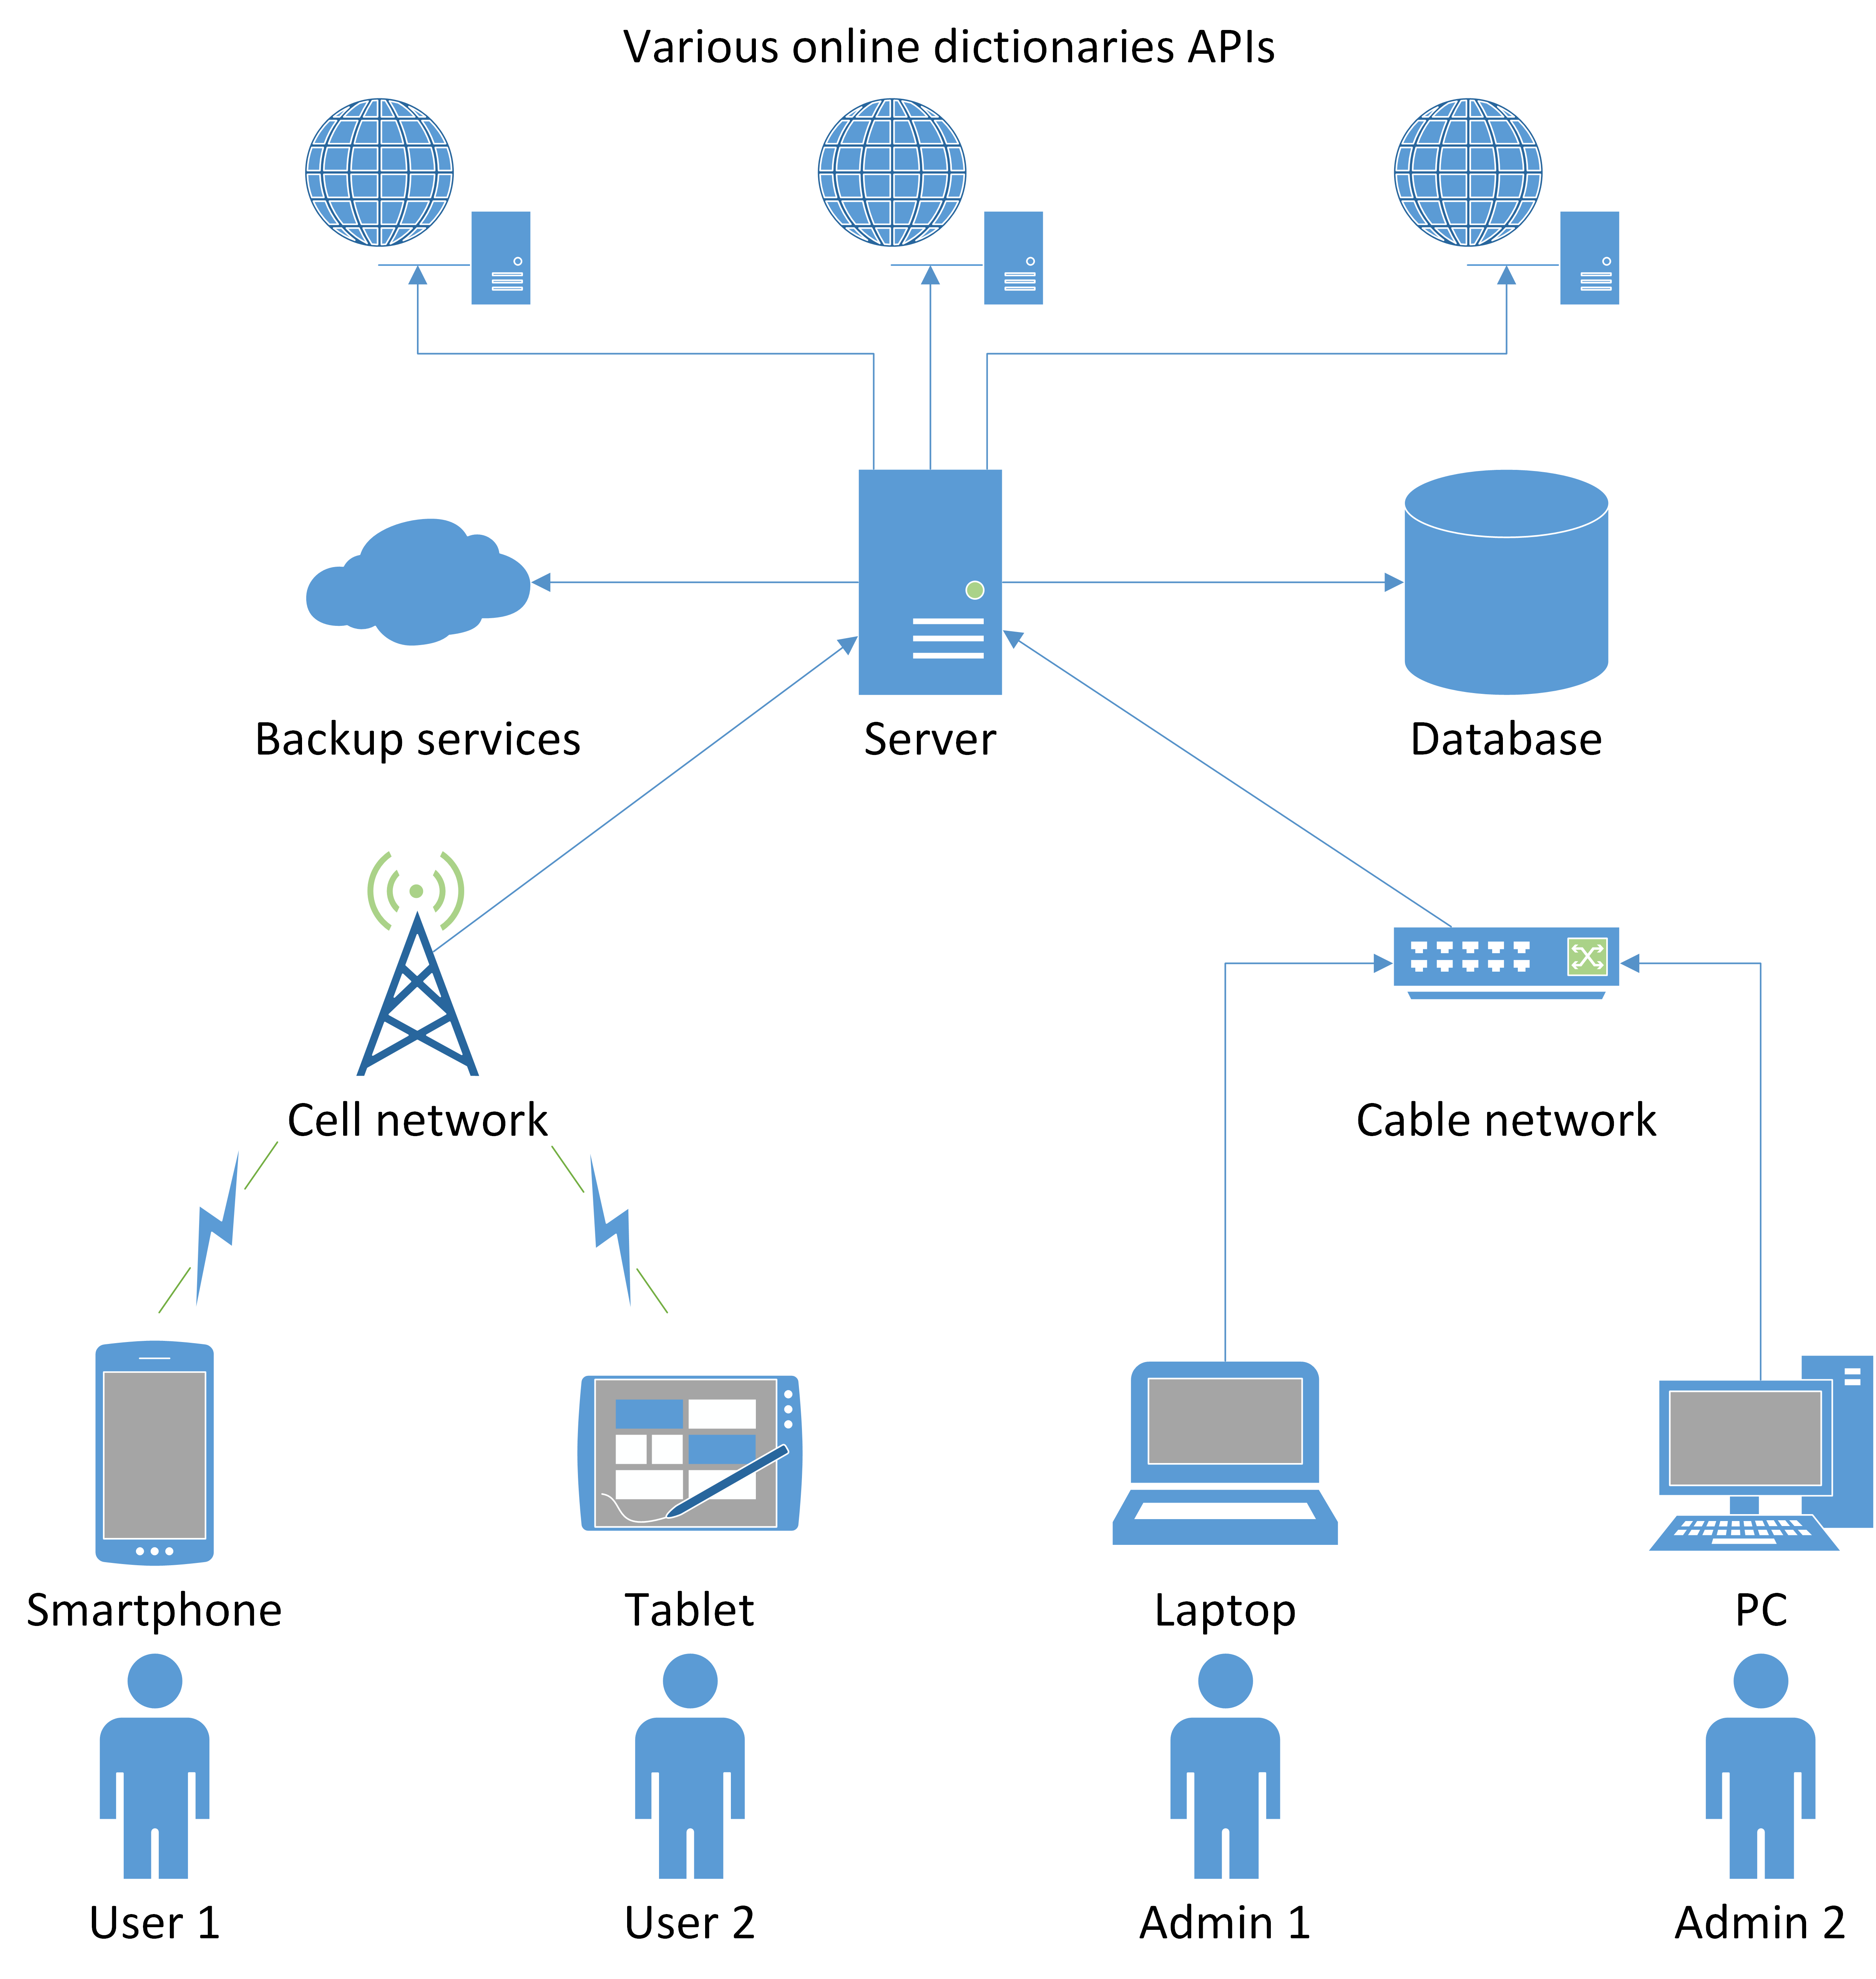 Various online dictionaries APIs
Backup services
Server
Database
Cell network
Cable network
Smartphone
Tablet
Laptop
PC
User 1
User 2
Admin 1
Admin 2